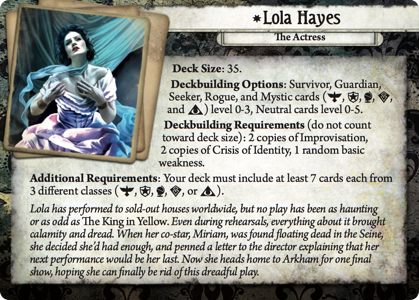 Lola Hayes
The Actress
Deck Size: 35.
Deckbuilding Options: Survivor, Guardian,
Seeker, Rogue, and Mystic cards ( , , , ,
and ) level 0-3, Neutral cards level 0-5.
Deckbuilding Requirements (do not count
toward deck size): 2 copies of Improvisation,
2 copies of Crisis of Identity, 1 random basic
weakness.
Additional Requirements: Your deck must include at least 7 cards each from
3 different classes ( , , , , or ).
Lola has performed to sold-out houses worldwide, but no play has been as haunting
or as odd as The King in Yellow. Even during rehearsals, everything about it brought
calamity and dread. When her co-star, Miriam, was found floating dead in the Seine,
she decided she'd had enough, and penned a letter to the director explaining that her
next performance would be her last. Now she heads home to Arkham for one final
show, hoping she can finally be rid of this dreadful play.